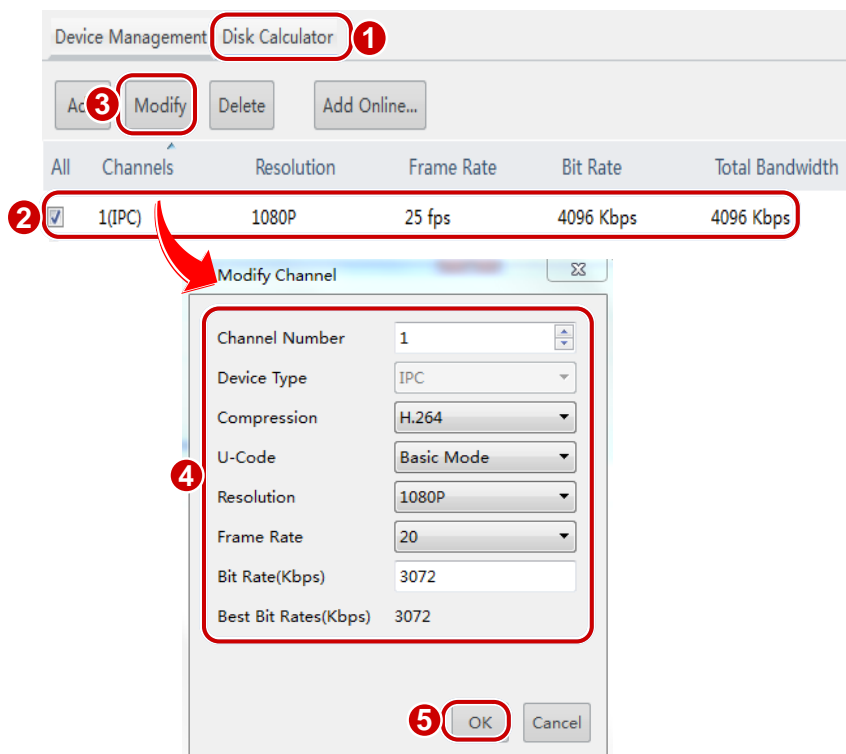 Device Management Disk Calculator 1
3 Modify Delete Add Online...
All Channels Resolution Frame Rate Bit Rate Total Bandwidth
2 1(IPC) 1080P 25 fps 4096 Kbps 4096 Kbps
Modify Channel
Channel Number 1
Device Type IPC
Compression H.264
U-Code Basic Mode
4
Resolution 1080P
Frame Rate 20
Bit Rate(Kbps) 3072
Best Bit Rates(Kbps) 3072
5 OK Cancel